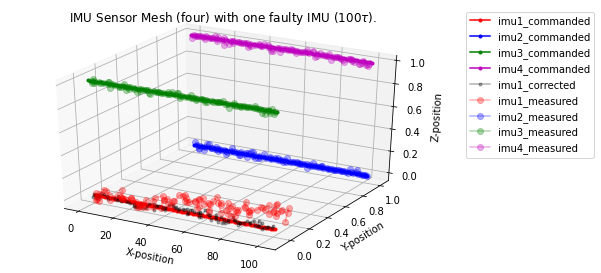 IMU Sensor Mesh (four) with one faulty IMU (100τ).
imu1_commanded
imu2_commanded
imu3_commanded
imu4_commanded
imu1_corrected
imu1_measured
imu2_measured
imu3_measured
imu4_measured
1.0
0.8
0.6
0.4
0.2
0.0
Z-position
1.0
0.8
0.6
0.4
0.2
0.0
Y-position
0
20
40
60
80
100
X-position